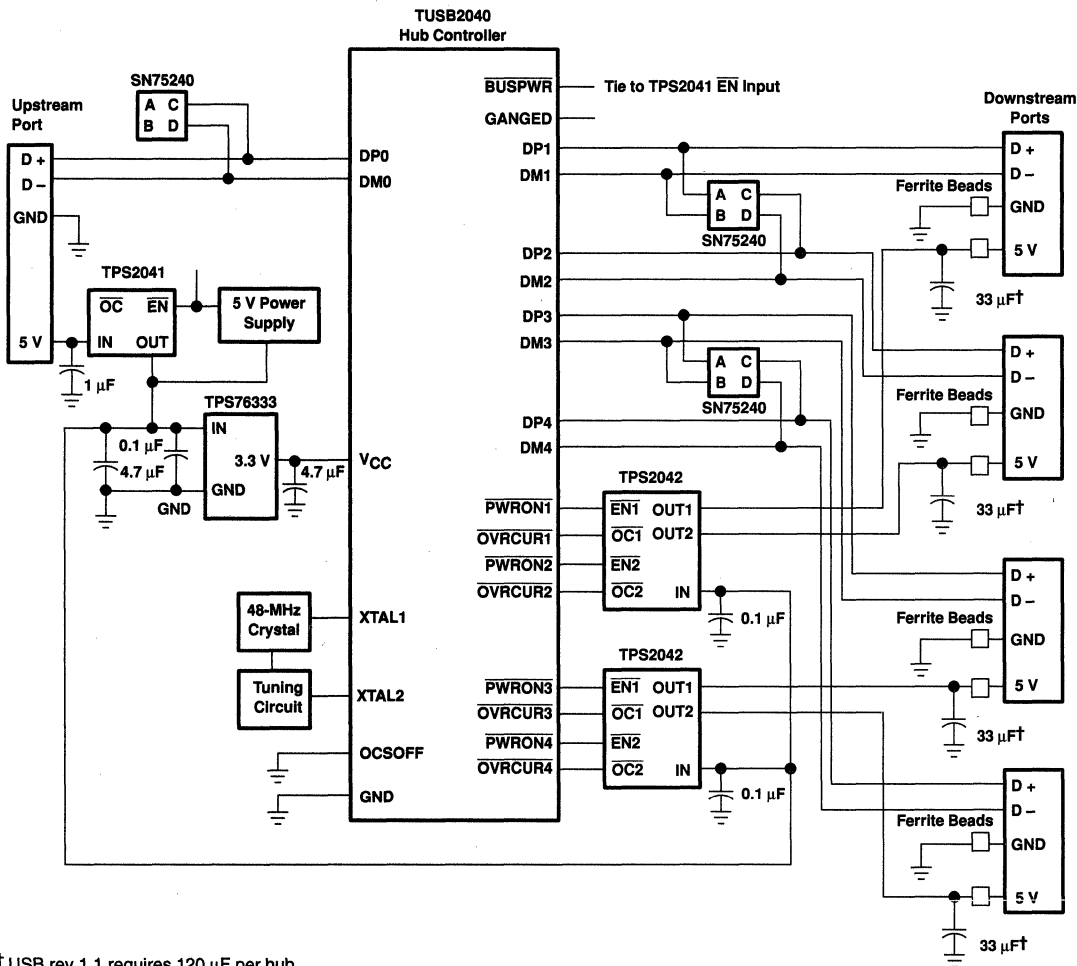 TUSB2040
Hub Controller
SN75240
A C
B D
Upstream
Port
D +
D –
GND
5 V
DP0
DM0
TPS2041
OC EN
IN OUT
5 V Power
Supply
1 µF
TPS76333
IN
3.3 V
GND
0.1 µF
4.7 µF
GND
4.7 µF
VCC
48-MHz
Crystal
XTAL1
Tuning
Circuit
XTAL2
OCSOFF
GND
BUSPWR
Tie to TPS2041 EN Input
GANGED
DP1
DM1
A C
B D
SN75240
DP2
DM2
DP3
DM3
A C
B D
SN75240
DP4
DM4
PWRON1
OVRCUR1
PWRON2
OVRCUR2
TPS2042
EN1 OUT1
OC1 OUT2
EN2
OC2 IN
0.1 µF
PWRON3
OVRCUR3
PWRON4
OVRCUR4
TPS2042
EN1 OUT1
OC1 OUT2
EN2
OC2 IN
0.1 µF
Downstream
Ports
D +
D –
Ferrite Beads
GND
5 V
33 µF†
D +
D –
Ferrite Beads
GND
5 V
33 µF†
D +
D –
Ferrite Beads
GND
5 V
33 µF†
D +
D –
Ferrite Beads
GND
5 V
33 µF†
† USB rev 1.1 requires 120 µF per hub